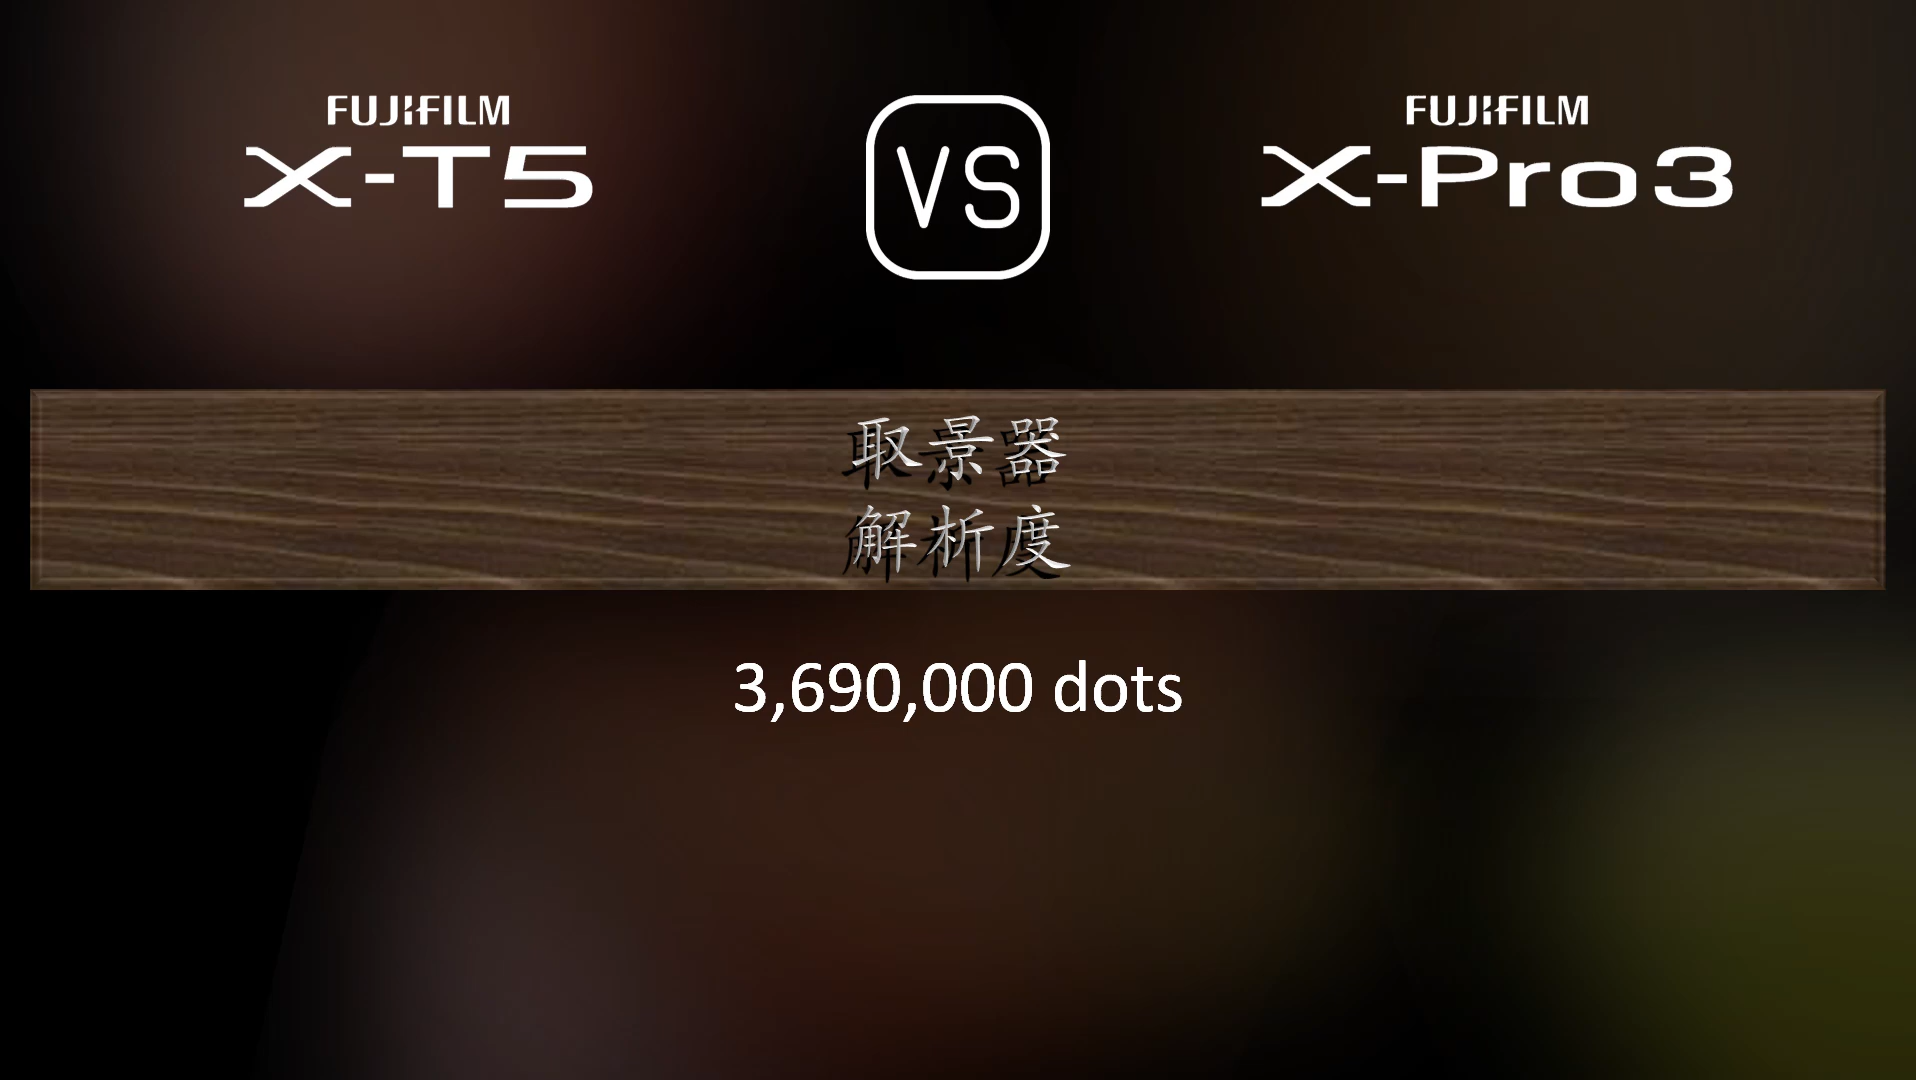 FUJIFILM
X-T5
VS
FUJIFILM
X-Pro3
取景器
解析度
3,690,000 dots